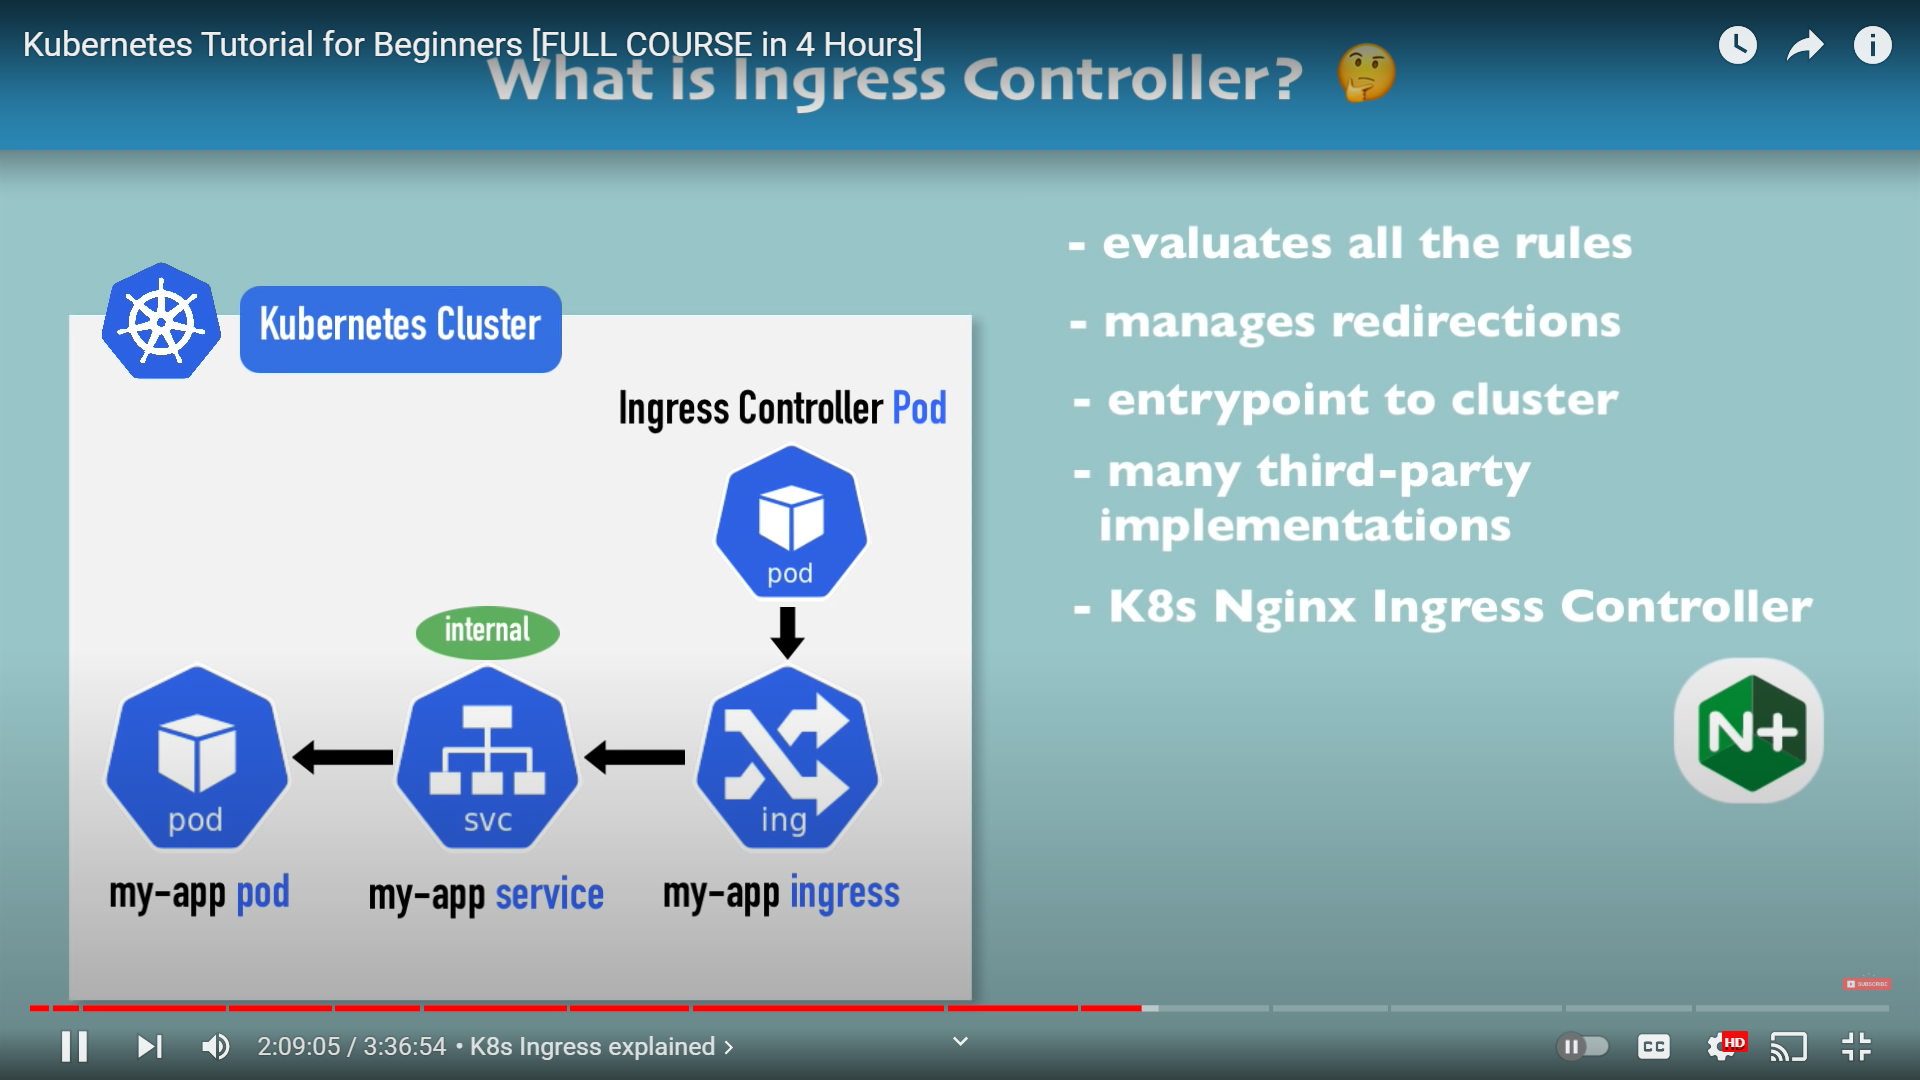 Kubernetes Tutorial for Beginners [FULL COURSE in 4 Hours]
What is Ingress Controller? 🤔
- evaluates all the rules
- manages redirections
- entrypoint to cluster
- many third-party
implementations
- K8s Nginx Ingress Controller
N+
Kubernetes Cluster
Ingress Controller Pod
pod
internal
pod
svc
ing
my-app pod
my-app service
my-app ingress
SUBSCRIBE
2:09:05 / 3:36:54 • K8s Ingress explained >
CC
HD